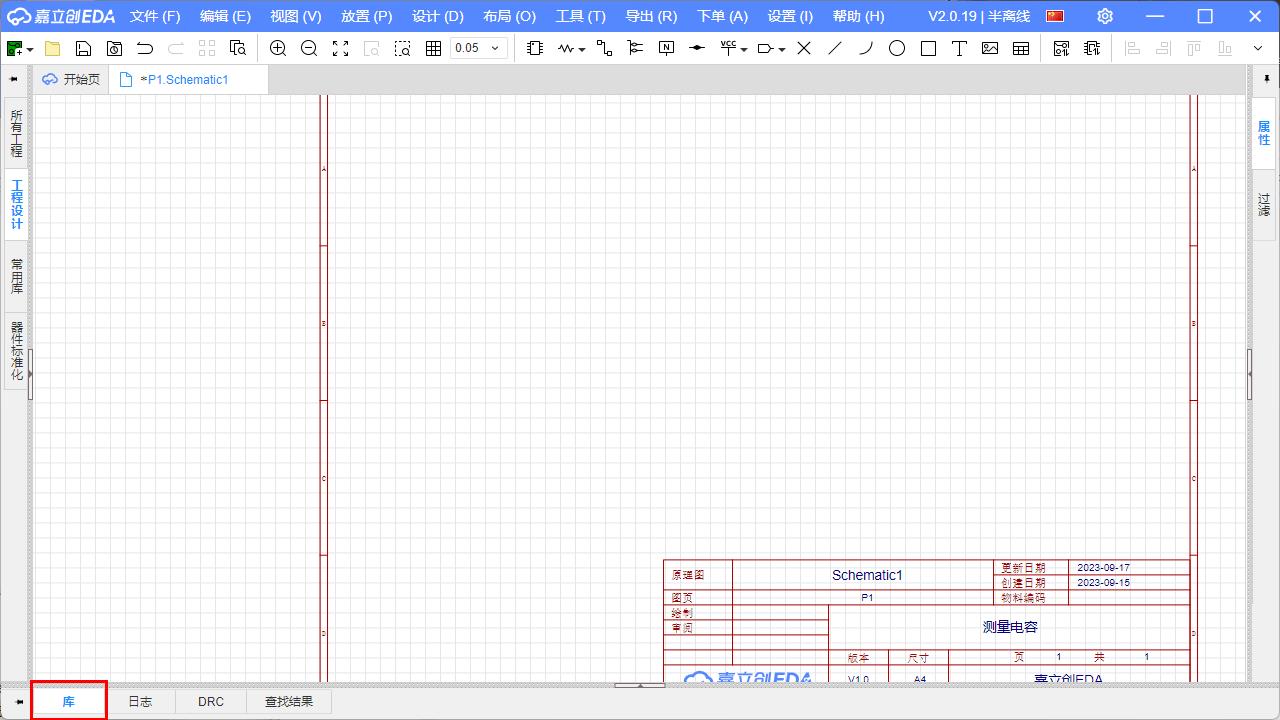 嘉立创EDA 文件 (F) 编辑 (E) 视图 (V) 放置 (P) 设计 (D) 布局 (O) 工具 (T) 导出 (R) 下单 (A) 设置 (I) 帮助 (H) V2.0.19 | 半离线
0.05 N VCC T
开始页 *P1.Schematic1
所有工程
工程设计
常用库
器件标准化
属性
过滤
A A
B B
C C
D D
原理图 Schematic1 更新日期 2023-09-17
创建日期 2023-09-15
图页 P1 物料编码
绘制
审阅
测量电容
版本 尺寸 页 1 共 1
嘉立创EDA V1.0 A4 嘉立创EDA
库 日志 DRC 查找结果